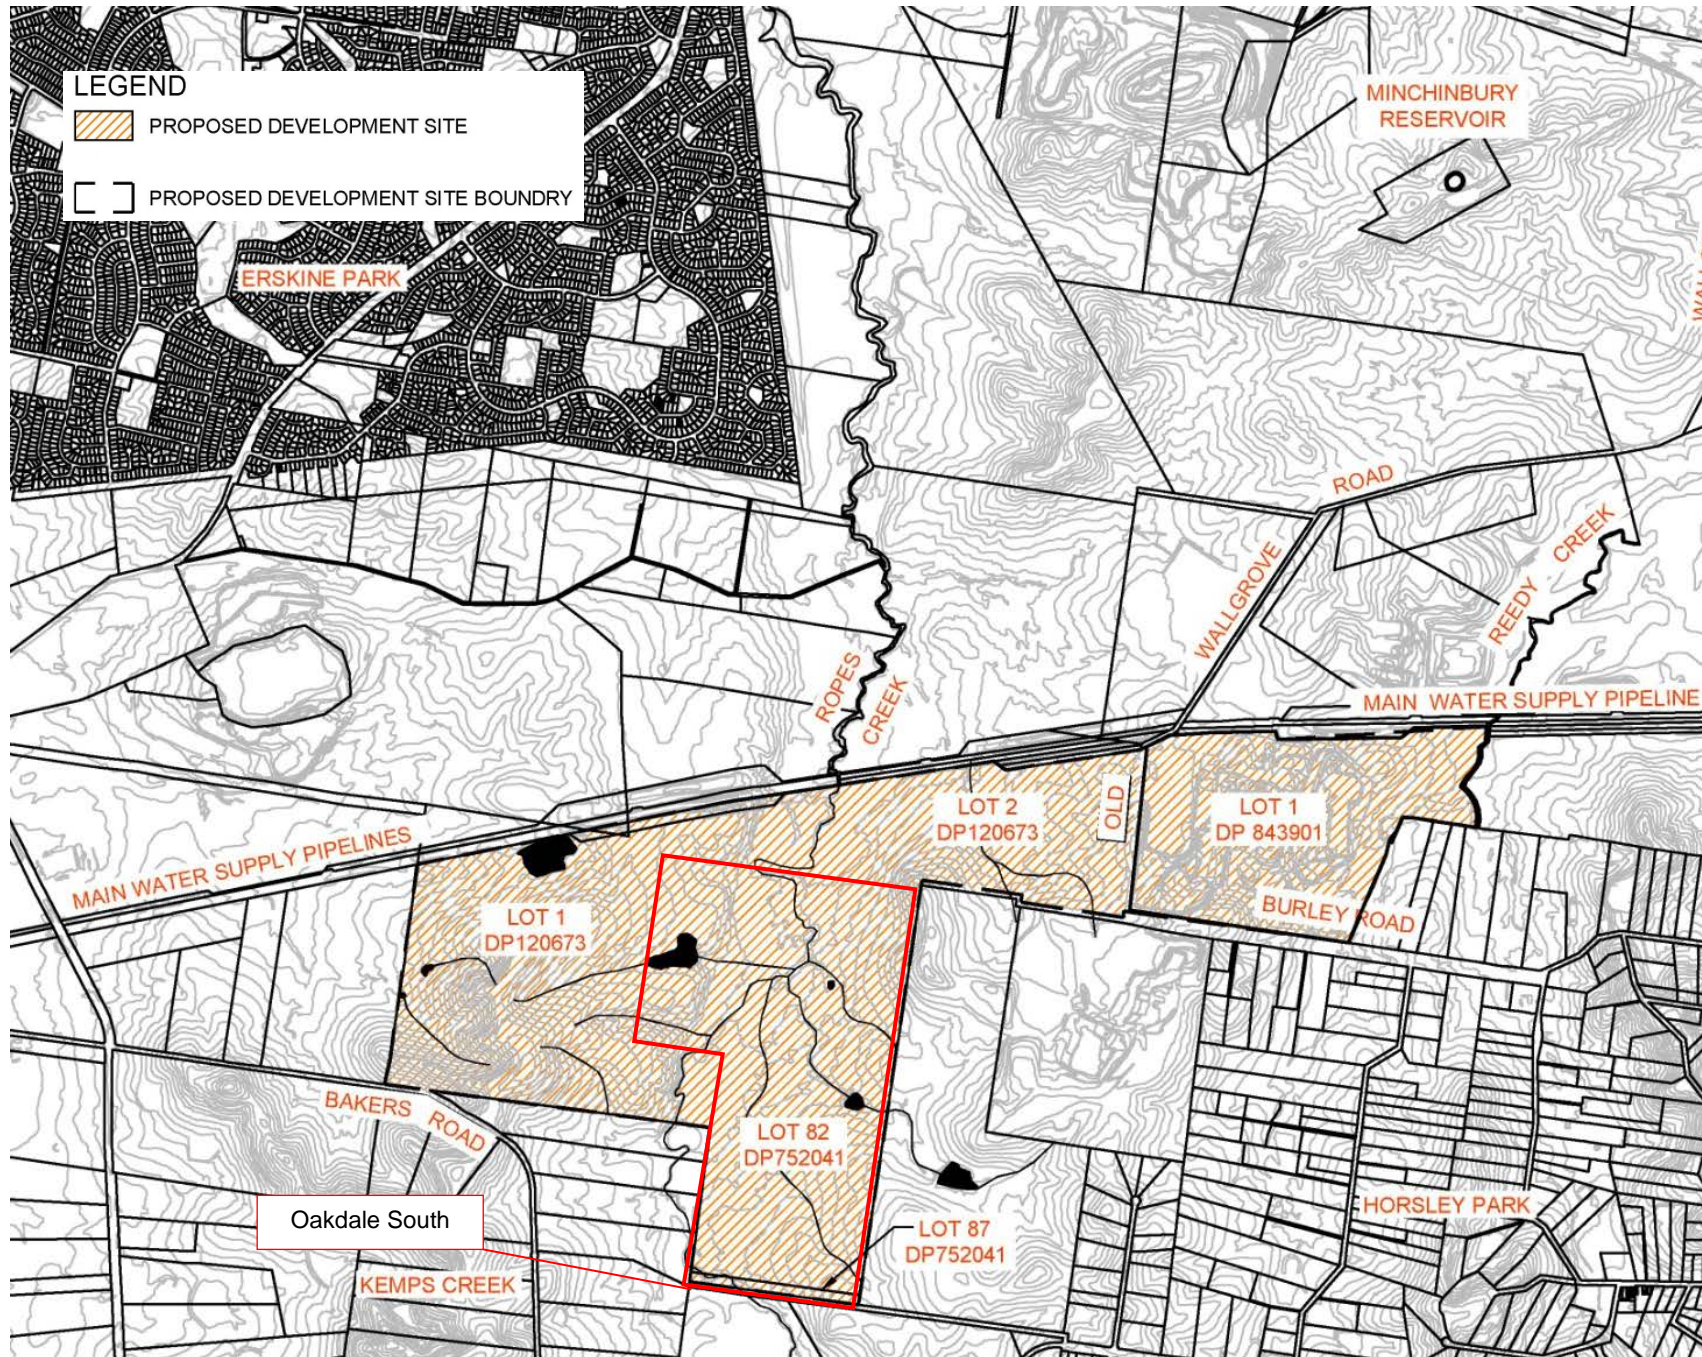 LEGEND
PROPOSED DEVELOPMENT SITE
PROPOSED DEVELOPMENT SITE BOUNDRY
MINCHINBURY
RESERVOIR
ERSKINE PARK
ROAD
WALLGROVE
CREEK
REEDY
ROPES
CREEK
MAIN WATER SUPPLY PIPELINE
OLD
LOT 2
DP120673
LOT 1
DP 843901
MAIN WATER SUPPLY PIPELINES
LOT 1
DP120673
BURLEY ROAD
BAKERS ROAD
LOT 82
DP752041
HORSLEY PARK
Oakdale South
LOT 87
DP752041
KEMPS CREEK